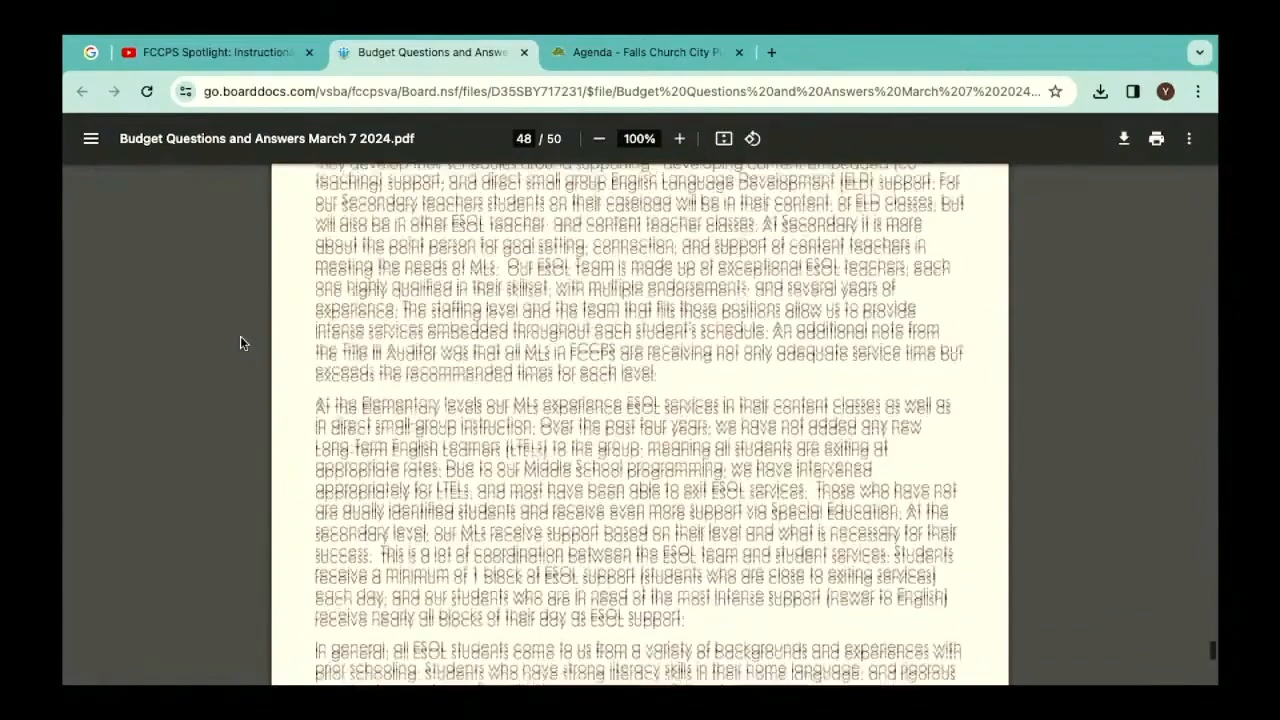 FCCPS Spotlight: Instructiona
Budget Questions and Answe
Agenda - Falls Church City P
go.boarddocs.com/vsba/fccpsva/Board.nsf/files/D35SBY717231/$file/Budget%20Questions%20and%20Answers%20March%207%202024...
Y
Budget Questions and Answers March 7 2024.pdf
48 / 50
100%
they develop their schedules around supporting developing content embedded (co
teaching) support, and direct small group English Language Development (ELD) support. For
our Secondary teachers students on their caseload will be in their content, or ELD classes, but
will also be in other ESOL teacher and content teacher classes. At Secondary it is more
about the point person for goal setting, connection, and support of content teachers in
meeting the needs of MLs. Our ESOL Team is made up of exceptional ESOL teachers, each
one highly qualified in their skillset, with multiple endorsements and several years of
experience. The staffing level and the team that fills those positions allow us to provide
intense services embedded throughout each student's schedule. An additional note from
the Title III Auditor was that all MLs in FCCPS are receiving not only adequate service time but
exceeds the recommended times for each level.
At the Elementary levels our MLs experience ESOL services in their content classes as well as
in direct small-group instruction. Over the past four years, we have not added any new
Long-Term English Learners (LTELs) to the group, meaning all students are exiting at
appropriate rates. Due to our Middle School programming, we have intervened
appropriately for LTELs, and most have been able to exit ESOL services. Those who have not
are dually identified students and receive even more support via Special Education. At the
secondary level, our MLs receive support based on their level and what is necessary for their
success. This is a lot of coordination between the ESOL team and student services. Students
receive a minimum of 1 block of ESOL support (students who are close to exiting services)
each day, and our students who are in need of the most intense support (newer to English)
receive nearly all blocks of their day as ESOL support.
In general, all ESOL students come to us from a variety of backgrounds and experiences with
prior schooling. Students who have strong literacy skills in their home language, and rigorous